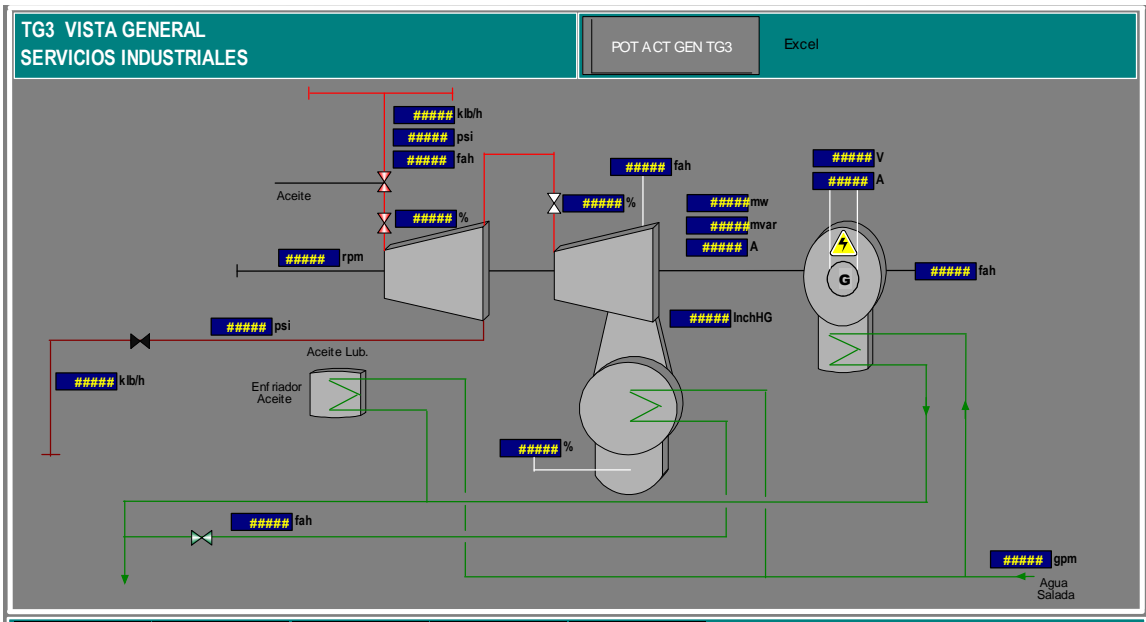 TG3 VISTA GENERAL
SERVICIOS INDUSTRIALES
POT ACT GEN TG3
Excel
##### klb/h
##### psi
##### fah
Aceite
##### %
##### rpm
##### %
##### fah
##### mw
##### mvar
##### A
##### V
##### A
G
##### fah
##### psi
##### InchHG
##### klb/h
Aceite Lub.
Enfriador
Aceite
##### %
##### fah
##### gpm
Agua
Salada